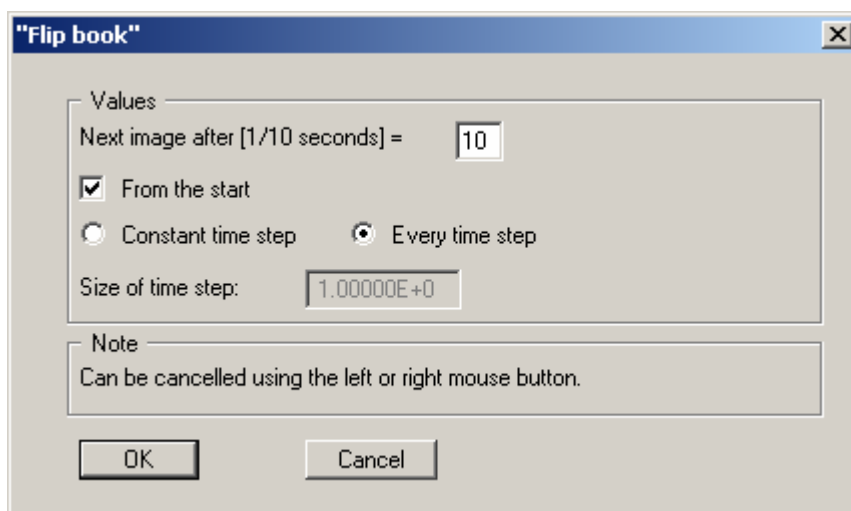 "Flip book"
Values
Next image after [1/10 seconds] = 10
From the start
Constant time step Every time step
Size of time step: 1.00000E+0
Note
Can be cancelled using the left or right mouse button.
OK Cancel